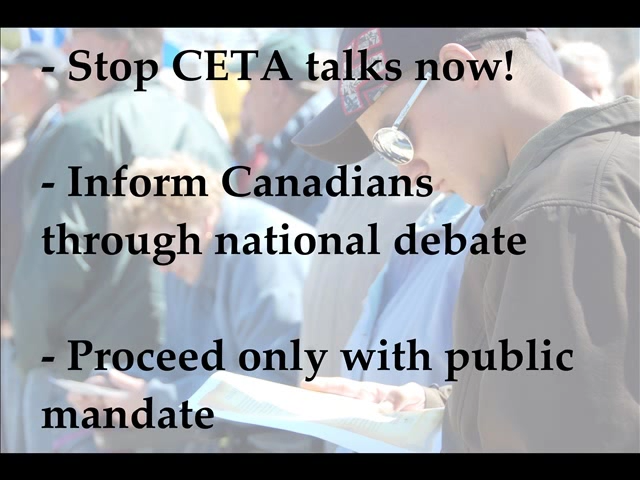 - Stop CETA talks now!
- Inform Canadians
through national debate
- Proceed only with public
mandate